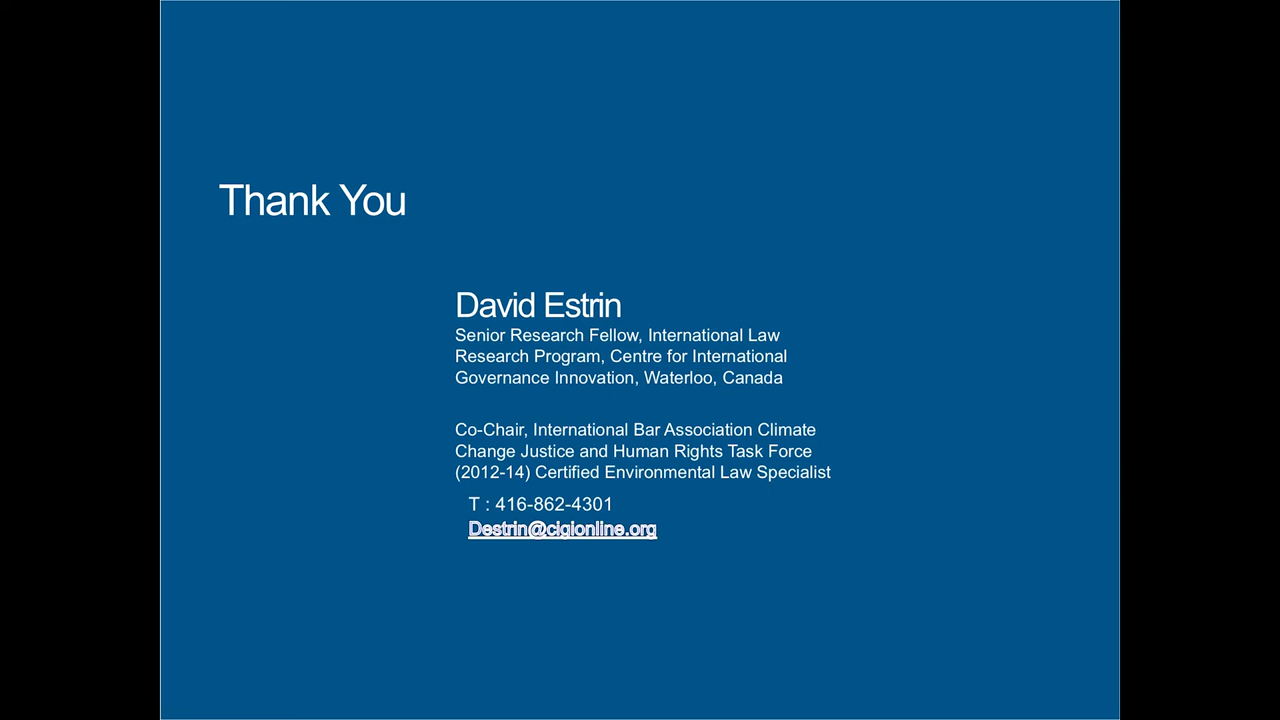 Thank You
David Estrin
Senior Research Fellow, International Law
Research Program, Centre for International
Governance Innovation, Waterloo, Canada
Co-Chair, International Bar Association Climate
Change Justice and Human Rights Task Force
(2012-14) Certified Environmental Law Specialist
T : 416-862-4301
Destrin@cigionline.org